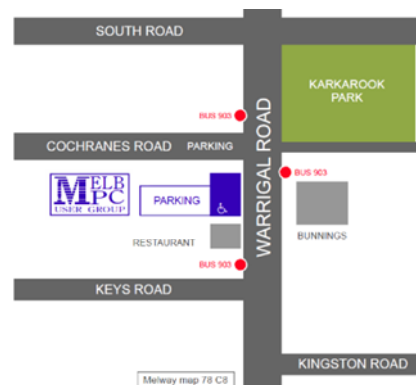 SOUTH ROAD
KARKAROOK
PARK
BUS 903
COCHRANES ROAD PARKING
WARRIGAL ROAD
BUS 903
MELB
PC
USER GROUP
PARKING
RESTAURANT
BUNNINGS
BUS 903
KEYS ROAD
KINGSTON ROAD
Melway map 78 C8